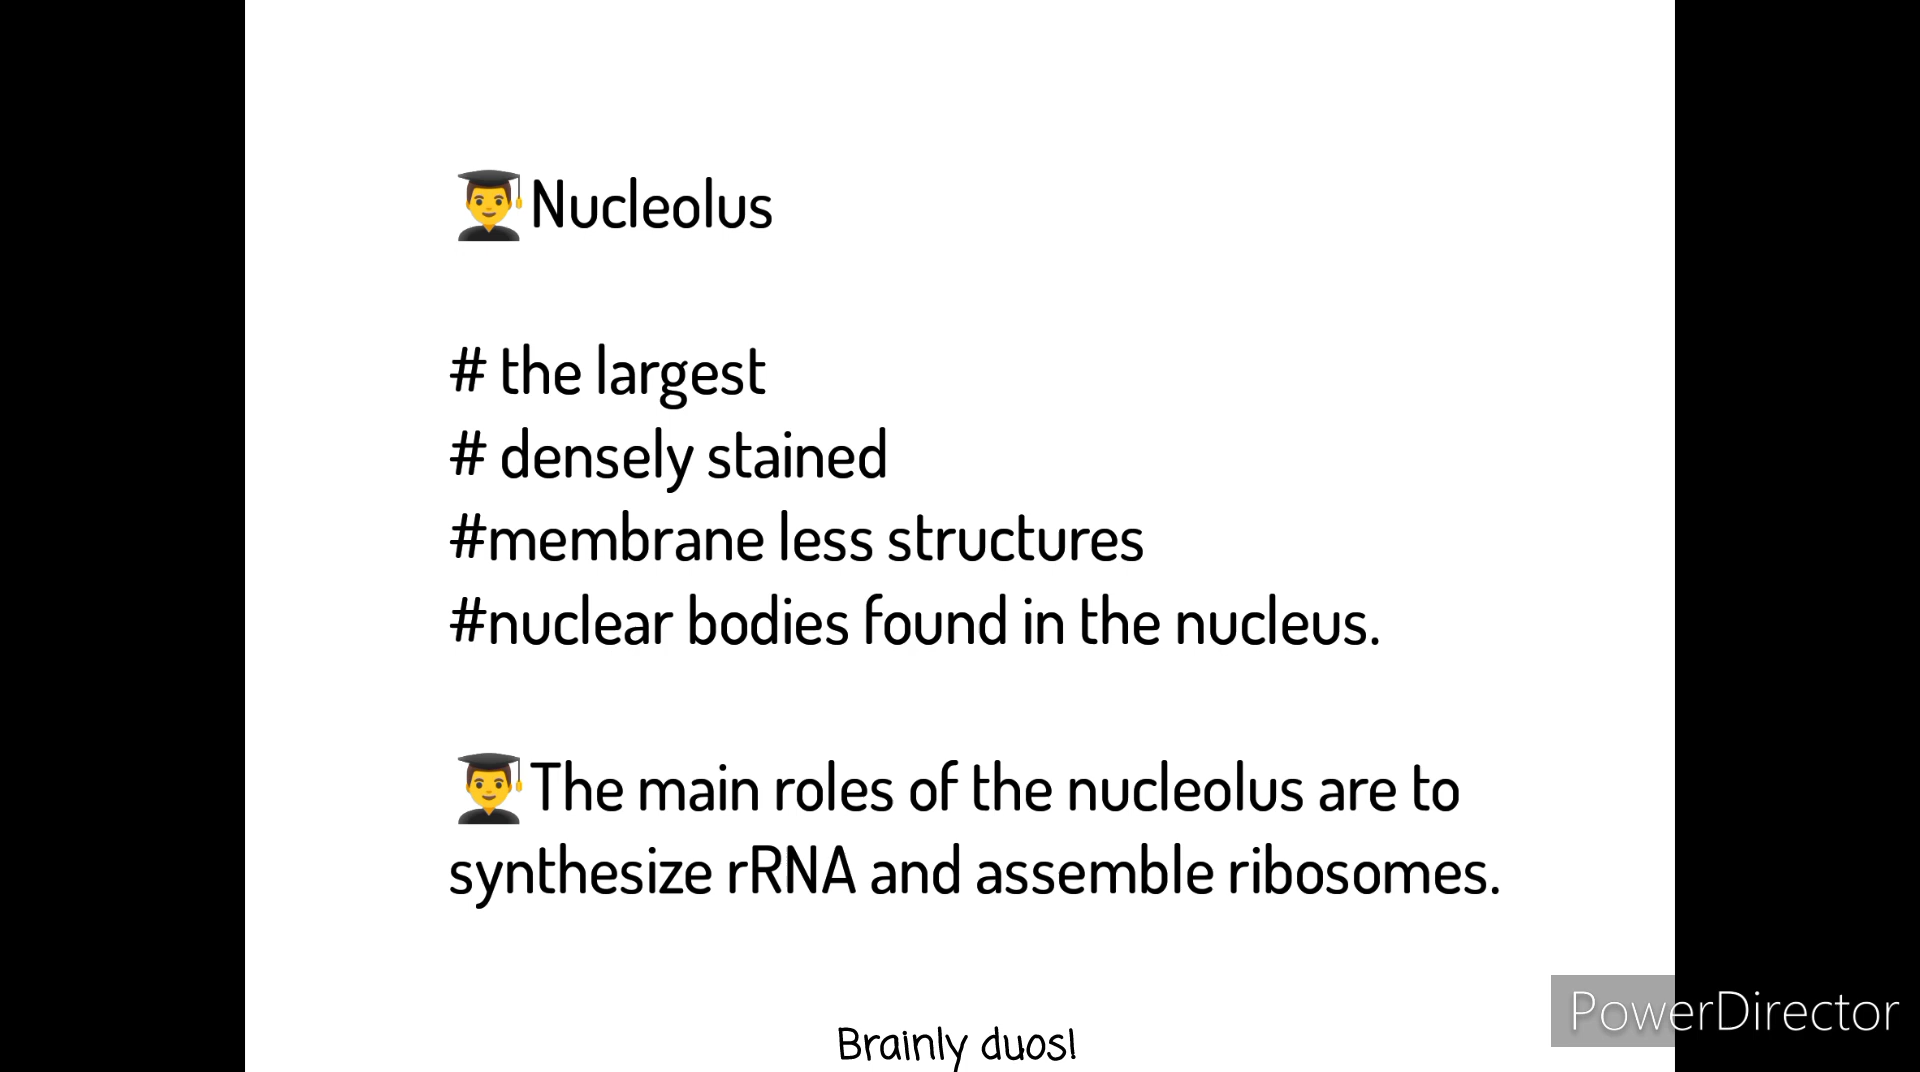 👨‍🎓Nucleolus
# the largest
# densely stained
#membrane less structures
#nuclear bodies found in the nucleus.
👨‍🎓The main roles of the nucleolus are to
synthesize rRNA and assemble ribosomes.
PowerDirector
Brainly duos!